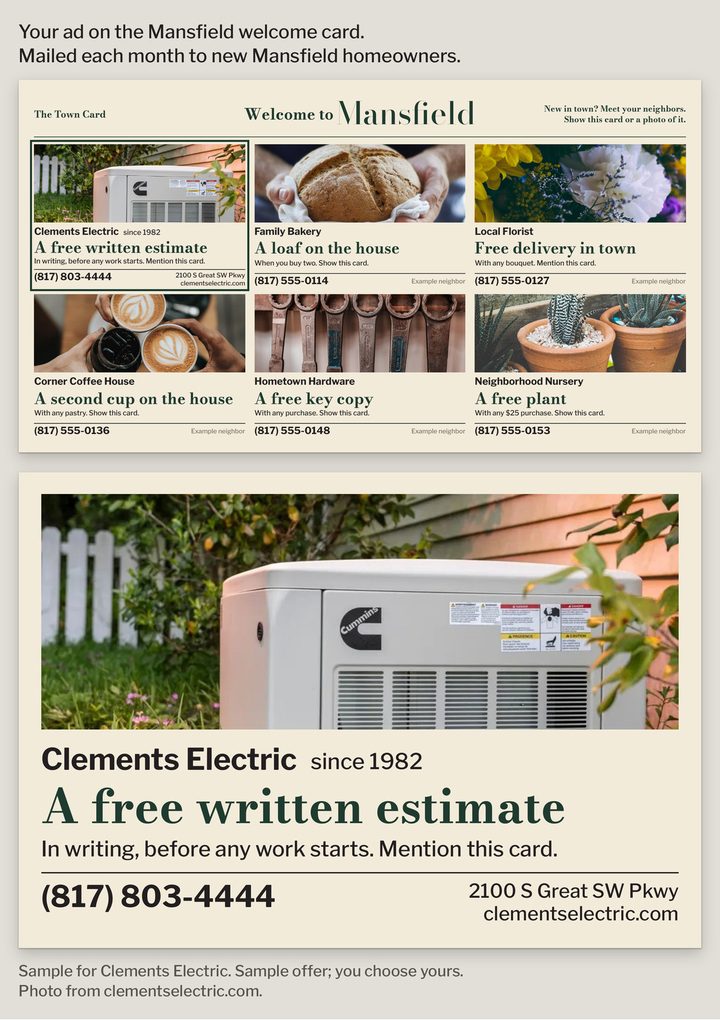 Your ad on the Mansfield welcome card.
Mailed each month to new Mansfield homeowners.
The Town Card
Welcome to Mansfield
New in town? Meet your neighbors.
Show this card or a photo of it.
Clements Electric since 1982
A free written estimate
In writing, before any work starts. Mention this card.
(817) 803-4444
2100 S Great SW Pkwy
clementselectric.com
Family Bakery
A loaf on the house
When you buy two. Show this card.
(817) 555-0114
Example neighbor
Local Florist
Free delivery in town
With any bouquet. Mention this card.
(817) 555-0127
Example neighbor
Corner Coffee House
A second cup on the house
With any pastry. Show this card.
(817) 555-0136
Example neighbor
Hometown Hardware
A free key copy
With any purchase. Show this card.
(817) 555-0148
Example neighbor
Neighborhood Nursery
A free plant
With any $25 purchase. Show this card.
(817) 555-0153
Example neighbor
Cummins
Clements Electric since 1982
A free written estimate
In writing, before any work starts. Mention this card.
(817) 803-4444
2100 S Great SW Pkwy
clementselectric.com
Sample for Clements Electric. Sample offer; you choose yours.
Photo from clementselectric.com.